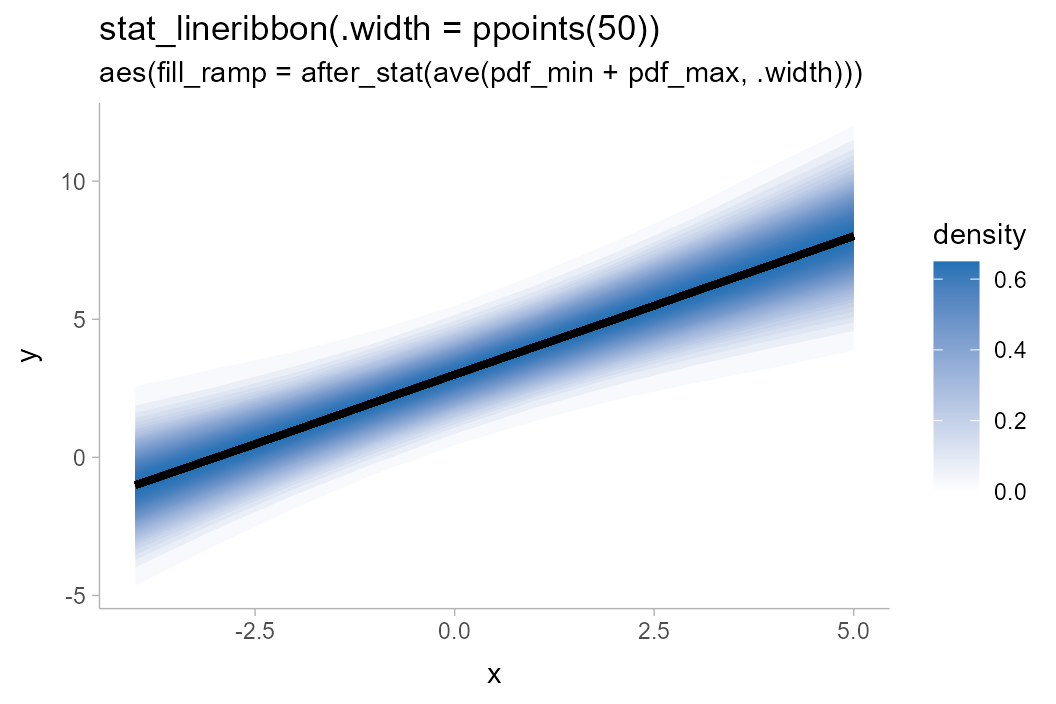 stat_lineribbon(.width = ppoints(50))
aes(fill_ramp = after_stat(ave(pdf_min + pdf_max, .width)))
10
5
0
-5
y
-2.5
0.0
2.5
5.0
x
density
0.6
0.4
0.2
0.0